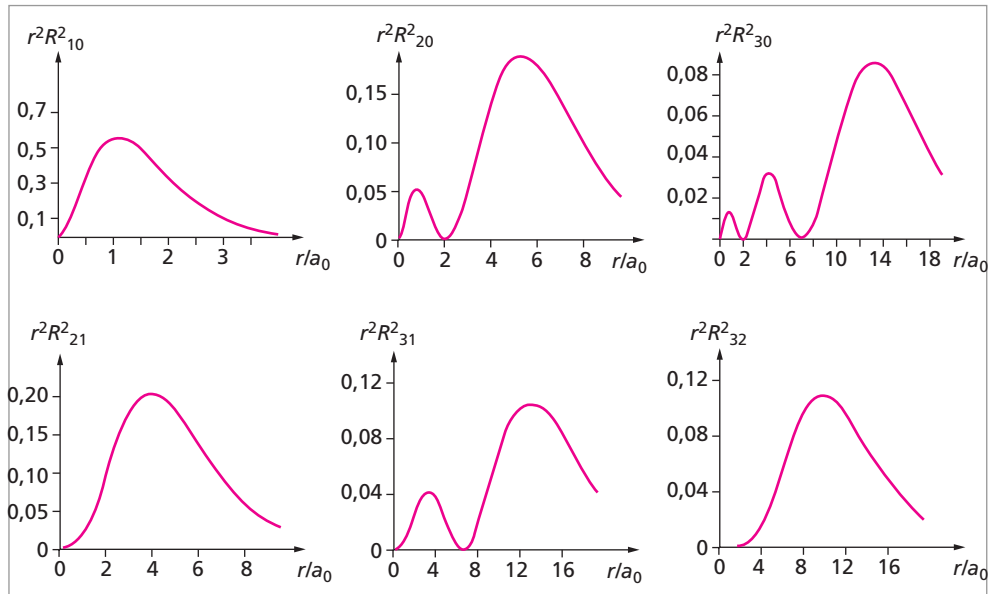 r²R²₁₀
0,7
0,5
0,3
0,1
0 1 2 3 r/a₀
r²R²₂₀
0,15
0,10
0,05
0
0 2 4 6 8 r/a₀
r²R²₃₀
0,08
0,06
0,04
0,02
0 2 6 10 14 18 r/a₀
r²R²₂₁
0,20
0,15
0,10
0,05
0
0 2 4 6 8 r/a₀
r²R²₃₁
0,12
0,08
0,04
0
0 4 8 12 16 r/a₀
r²R²₃₂
0,12
0,08
0,04
0
0 4 8 12 16 r/a₀